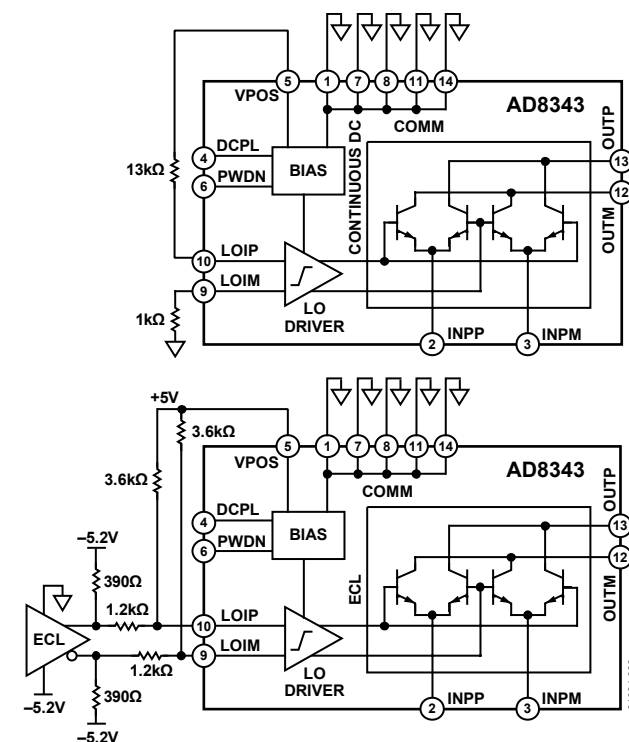 5
1
7
8
11
14
VPOS
COMM
AD8343
13kΩ
4
DCPL
6
PWDN
BIAS
CONTINUOUS DC
OUTP
13
12
OUTM
10
LOIP
9
LOIM
1kΩ
LO
DRIVER
2
INPP
3
INPM
+5V
3.6kΩ
5
1
7
8
11
14
VPOS
COMM
AD8343
3.6kΩ
4
DCPL
6
PWDN
BIAS
ECL
OUTP
13
12
OUTM
–5.2V
390Ω
1.2kΩ
10
LOIP
ECL
1.2kΩ
9
LOIM
LO
DRIVER
–5.2V
390Ω
–5.2V
2
INPP
3
INPM